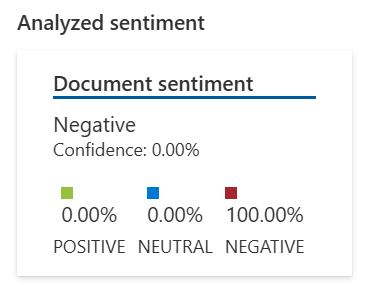 Analyzed sentiment
Document sentiment
Negative
Confidence: 0.00%
0.00% 0.00% 100.00%
POSITIVE NEUTRAL NEGATIVE